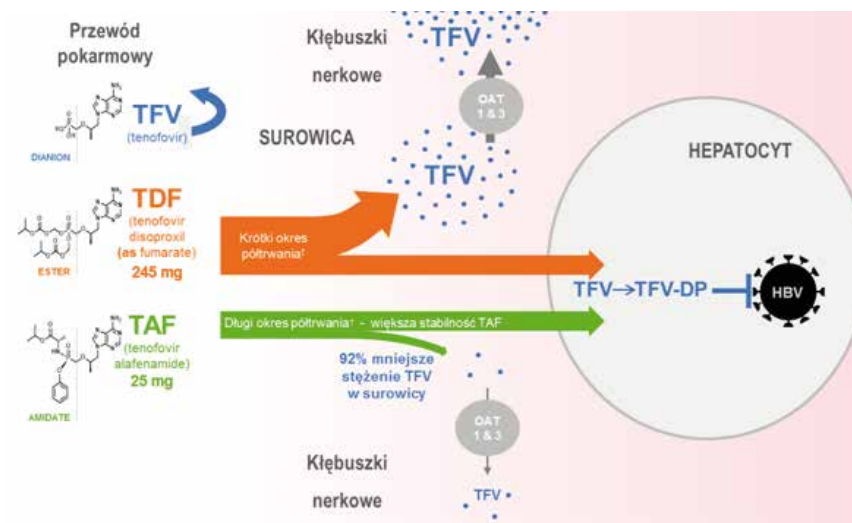 Przewód
pokarmowy
TFV
(tenofovir)
DIANION
TDF
(tenofovir
disoproxil
(as fumarate)
245 mg
ESTER
TAF
(tenofovir
alafenamide)
25 mg
AMIDATE
Kłębuszki
nerkowe
TFV
OAT
1 & 3
SUROWICA
TFV
Krótki okres
półtrwania†
Długi okres półtrwania† - większa stabilność TAF
92% mniejsze
stężenie TFV
w surowicy
OAT
1 & 3
Kłębuszki
nerkowe
TFV
HEPATOCYT
TFV→TFV-DP
HBV